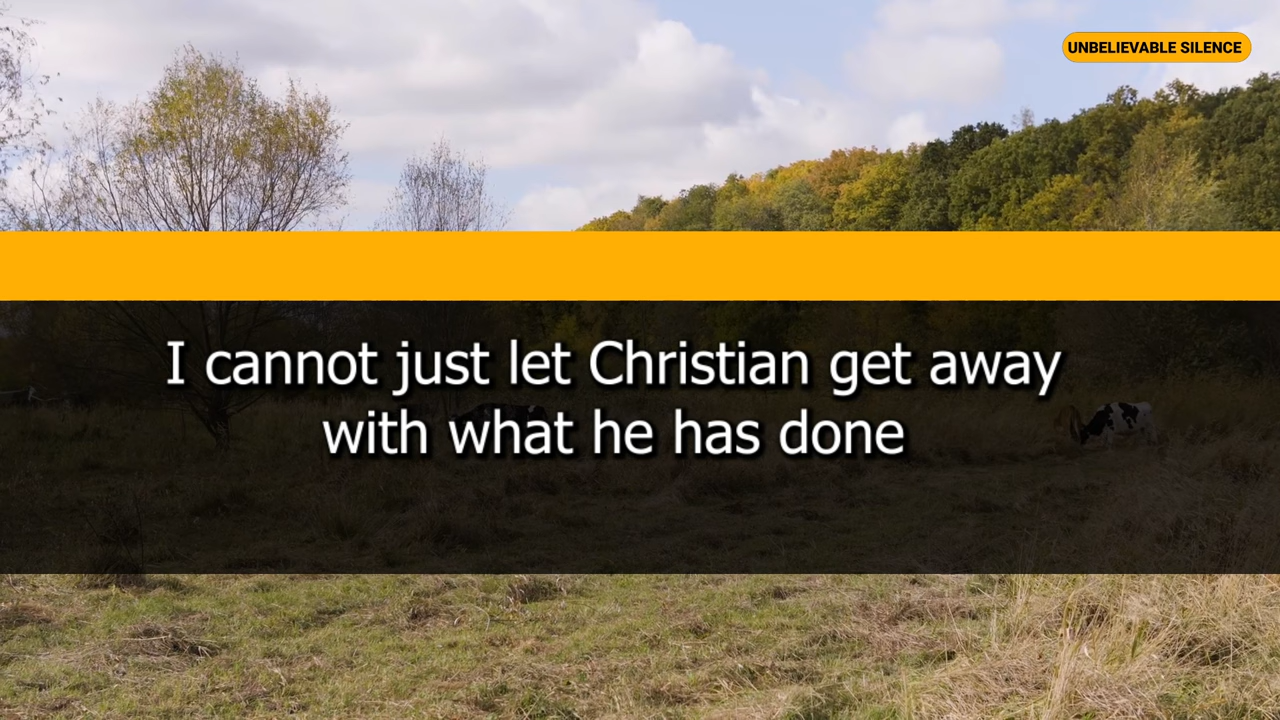 UNBELIEVABLE SILENCE
I cannot just let Christian get away
with what he has done